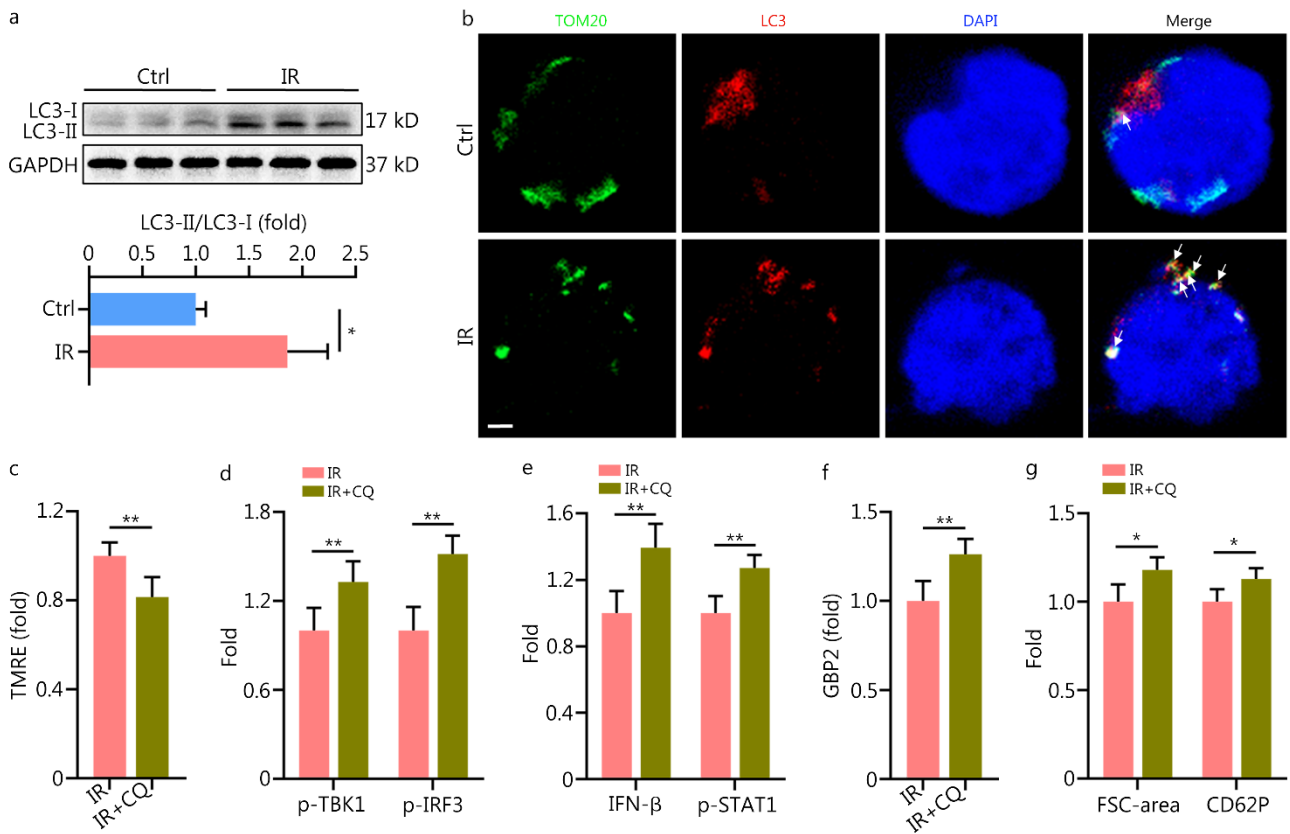 a
Ctrl IR
LC3-I
LC3-II
17 kD
GAPDH
37 kD
LC3-II/LC3-I (fold)
0 0.5 1.0 1.5 2.0 2.5
Ctrl
IR
*
b
TOM20 LC3 DAPI Merge
Ctrl
IR
c
TMRE (fold)
1.2
0.8
0.4
0
**
IR
IR+CQ
d
IR
IR+CQ
Fold
1.8
1.2
0.6
0
**
**
p-TBK1 p-IRF3
e
IR
IR+CQ
Fold
1.6
1.2
0.6
0
**
**
IFN-β p-STAT1
f
GBP2 (fold)
1.5
1.0
0.5
0
**
IR
IR+CQ
g
IR
IR+CQ
Fold
1.5
1.0
0.5
0
*
*
FSC-area CD62P